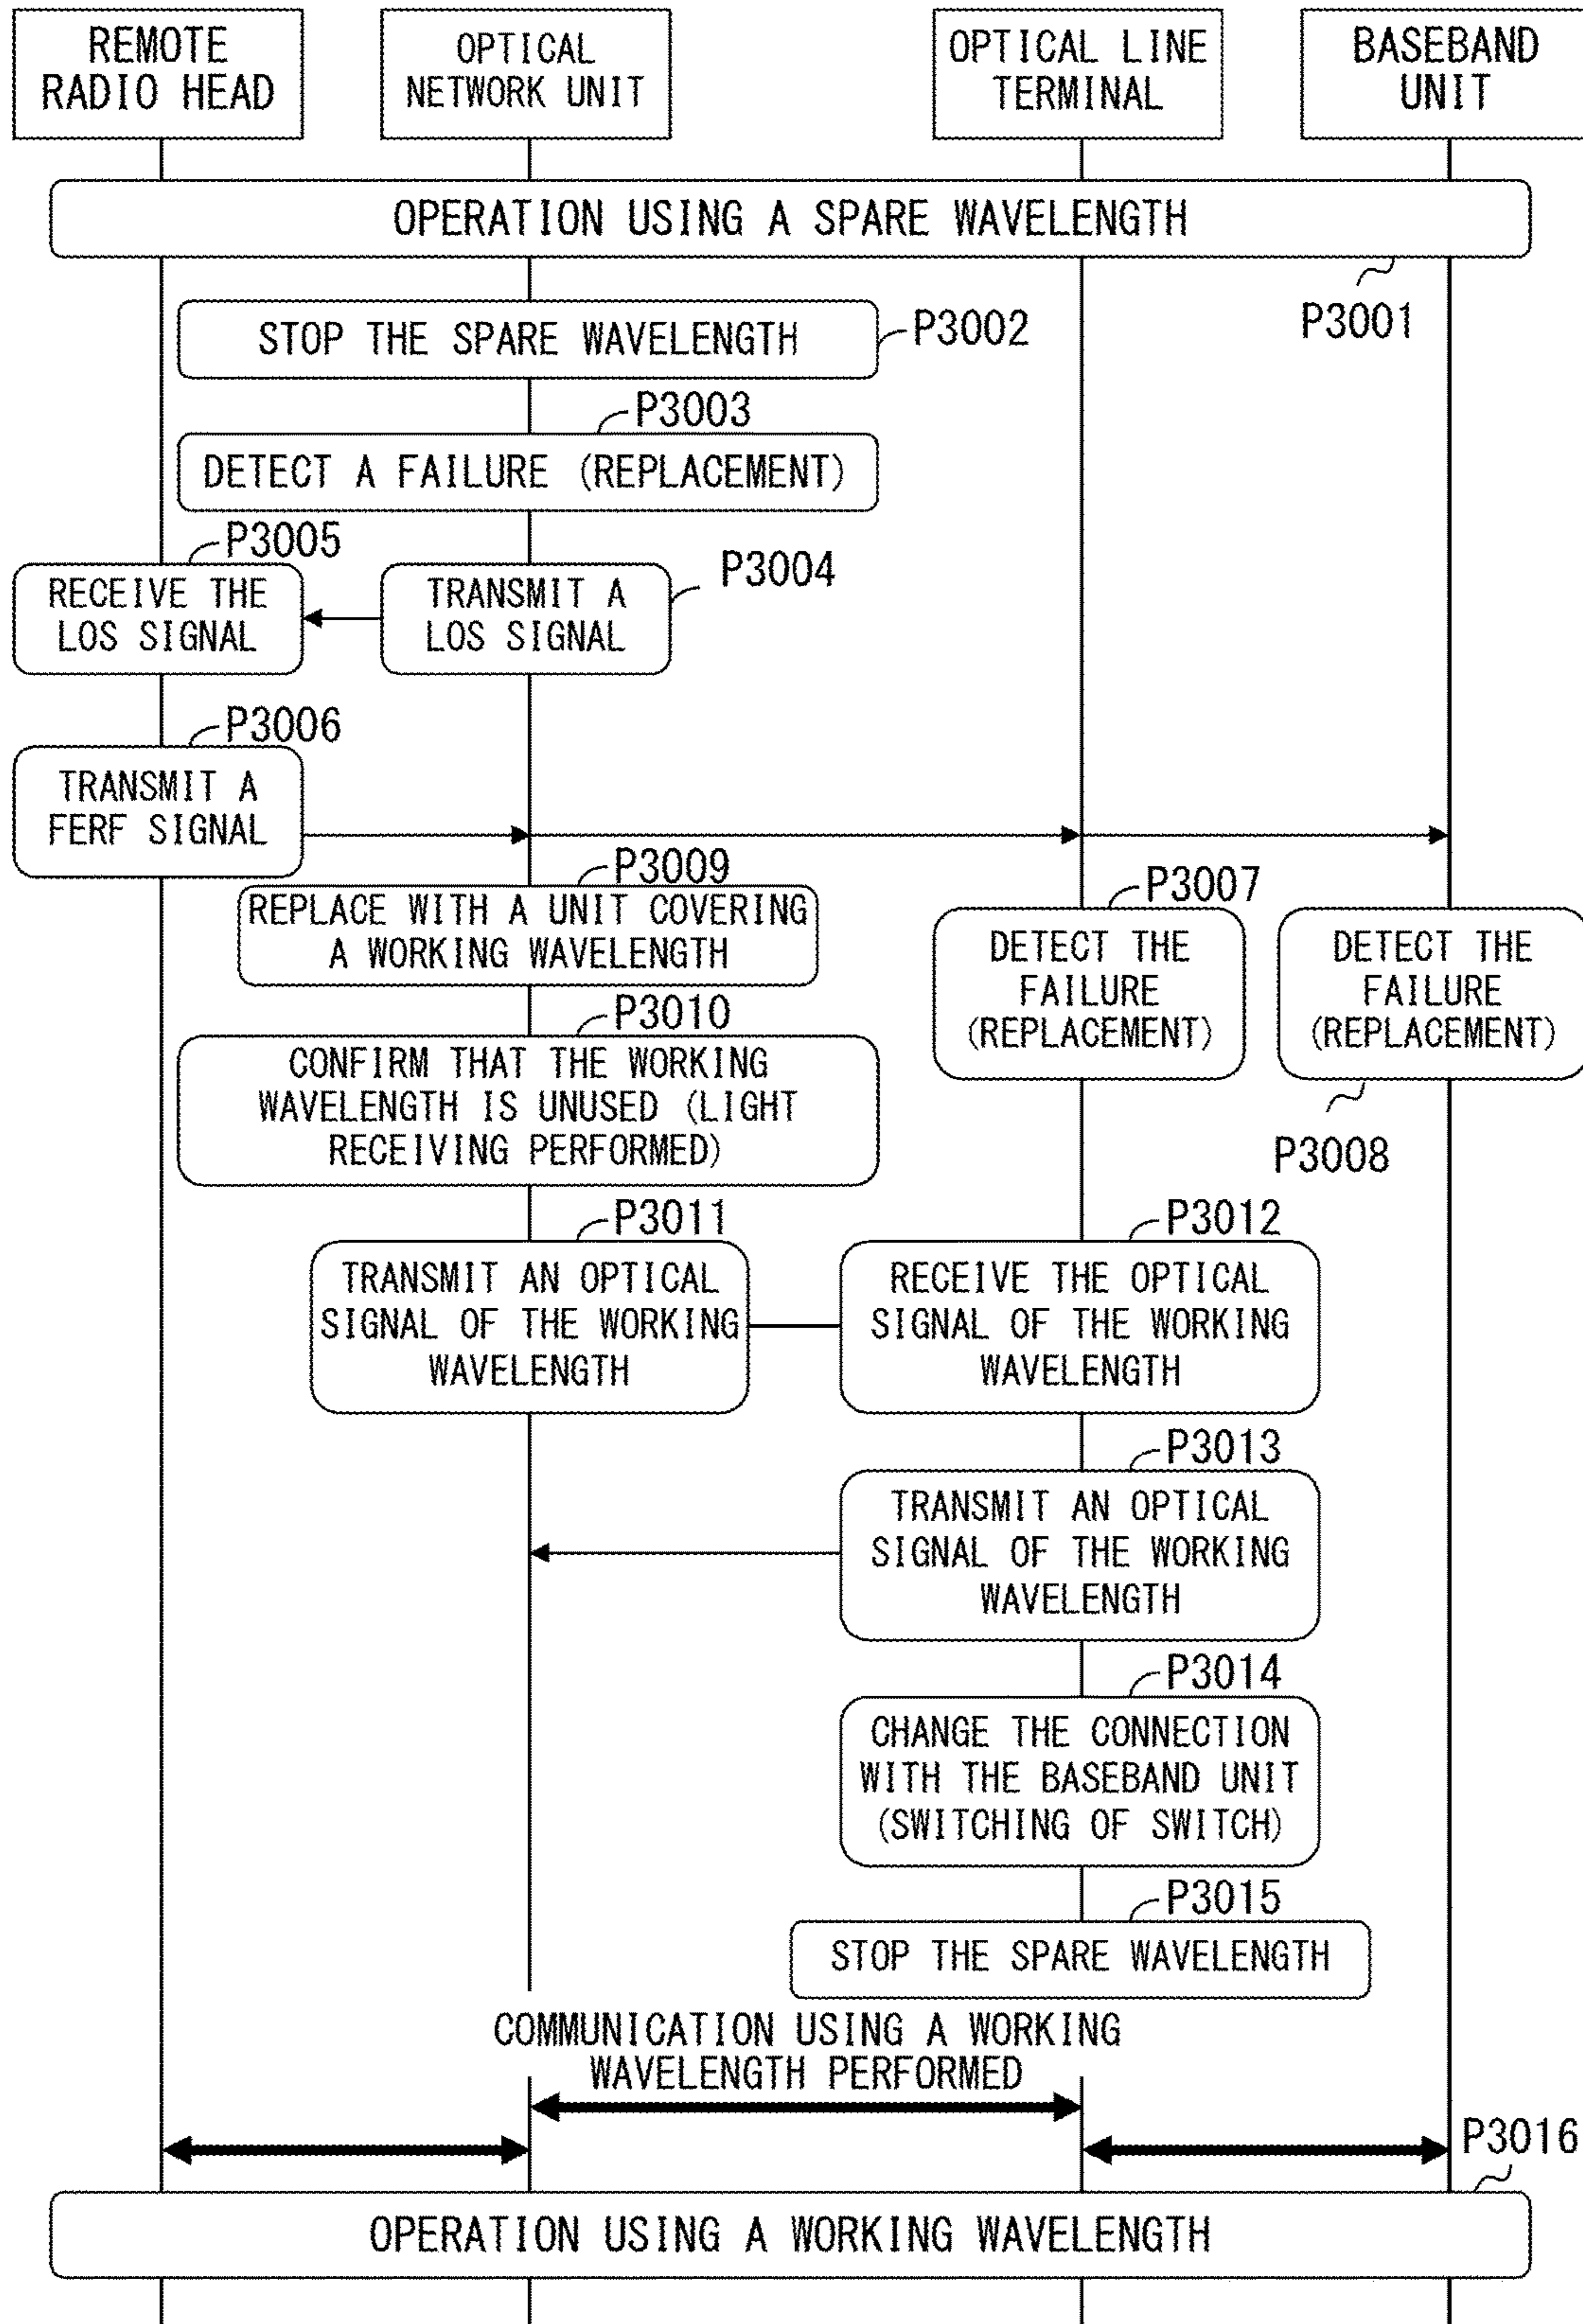 REMOTE
RADIO HEAD
OPTICAL
NETWORK UNIT
OPTICAL LINE
TERMINAL
BASEBAND
UNIT
OPERATION USING A SPARE WAVELENGTH
P3001
STOP THE SPARE WAVELENGTH
P3002
P3003
DETECT A FAILURE (REPLACEMENT)
P3005
RECEIVE THE
LOS SIGNAL
TRANSMIT A
LOS SIGNAL
P3004
P3006
TRANSMIT A
FERF SIGNAL
P3009
REPLACE WITH A UNIT COVERING
A WORKING WAVELENGTH
P3007
DETECT THE
FAILURE
(REPLACEMENT)
DETECT THE
FAILURE
(REPLACEMENT)
P3008
P3010
CONFIRM THAT THE WORKING
WAVELENGTH IS UNUSED (LIGHT
RECEIVING PERFORMED)
P3011
TRANSMIT AN OPTICAL
SIGNAL OF THE WORKING
WAVELENGTH
P3012
RECEIVE THE OPTICAL
SIGNAL OF THE WORKING
WAVELENGTH
P3013
TRANSMIT AN OPTICAL
SIGNAL OF THE WORKING
WAVELENGTH
P3014
CHANGE THE CONNECTION
WITH THE BASEBAND UNIT
(SWITCHING OF SWITCH)
P3015
STOP THE SPARE WAVELENGTH
COMMUNICATION USING A WORKING
WAVELENGTH PERFORMED
P3016
OPERATION USING A WORKING WAVELENGTH